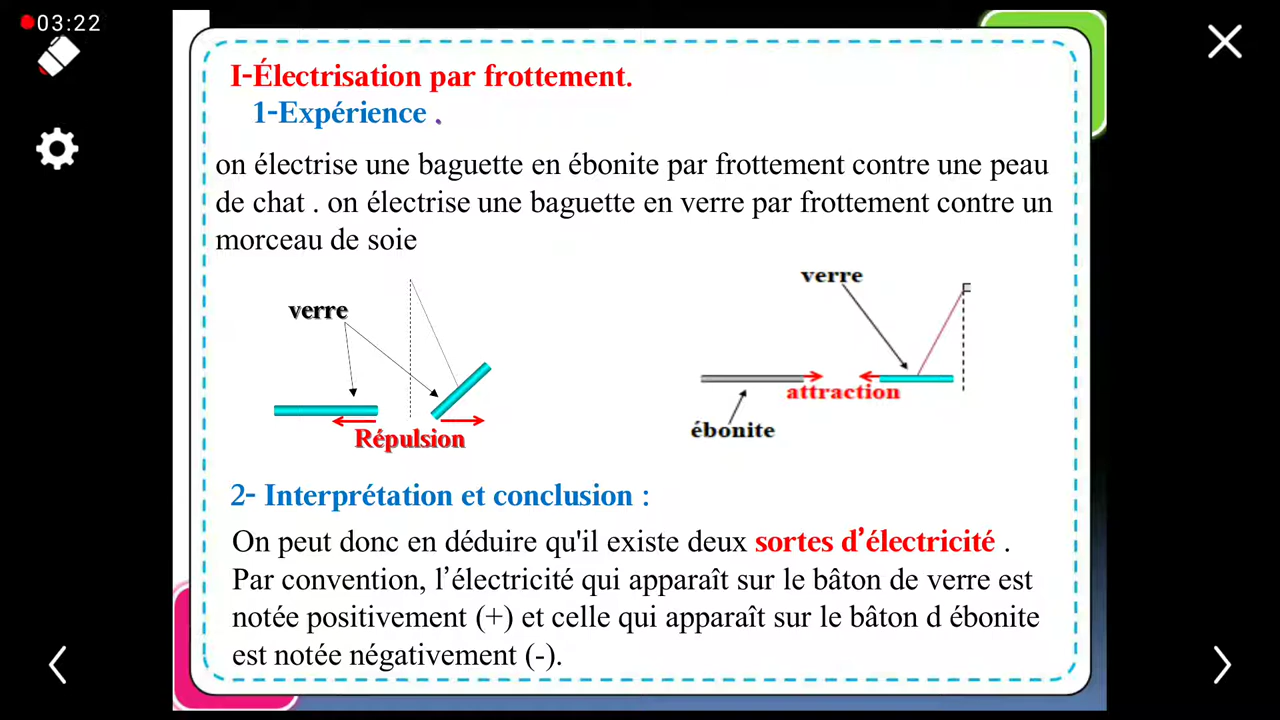 03:22
I-Électrisation par frottement.
1-Expérience .
on électrise une baguette en ébonite par frottement contre une peau
de chat . on électrise une baguette en verre par frottement contre un
morceau de soie
verre
Répulsion
verre
attraction
ébonite
2- Interprétation et conclusion :
On peut donc en déduire qu'il existe deux sortes d’électricité .
Par convention, l’électricité qui apparaît sur le bâton de verre est
notée positivement (+) et celle qui apparaît sur le bâton d ébonite
est notée négativement (-).